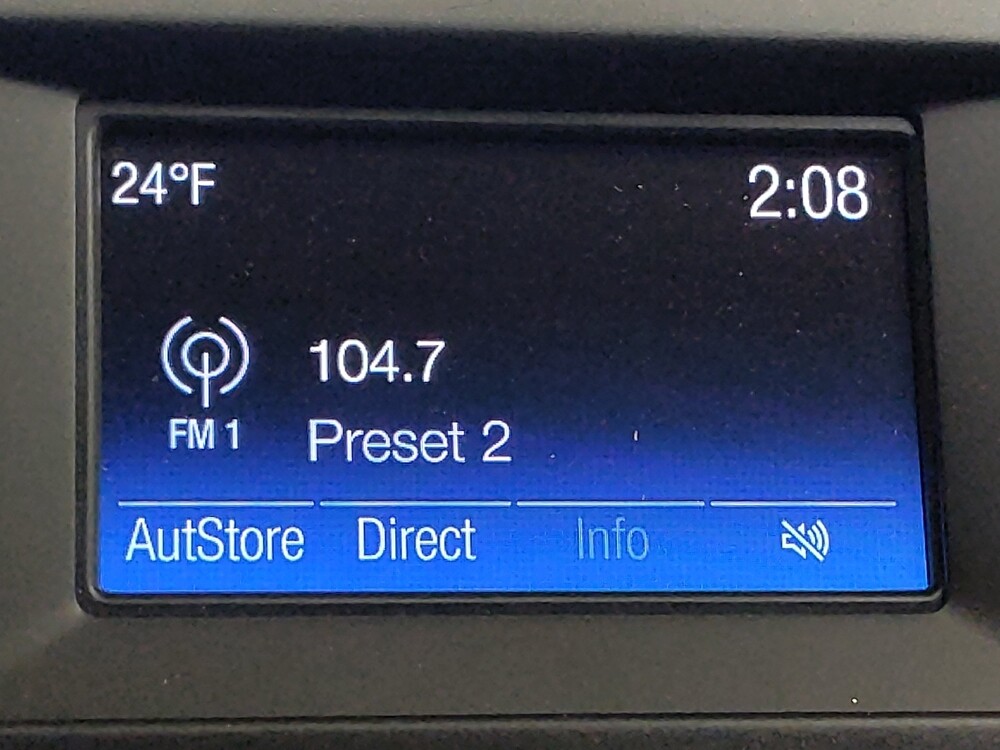 24°F 2:08
104.7
FM 1 Preset 2
AutStore Direct Info